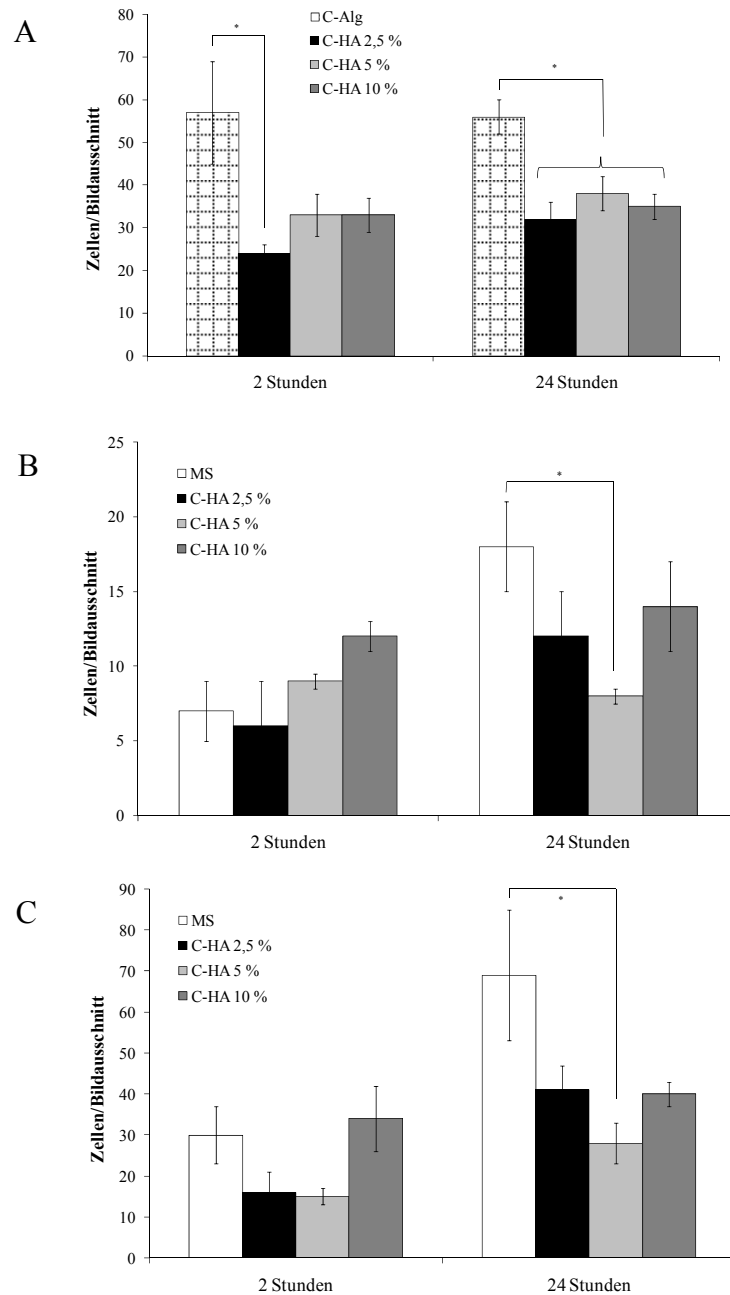 A
Zellen/Bildausschnitt
80
70
60
50
40
30
20
10
0
C-Alg
C-HA 2,5 %
C-HA 5 %
C-HA 10 %
*
*
2 Stunden
24 Stunden
B
Zellen/Bildausschnitt
25
20
15
10
5
0
MS
C-HA 2,5 %
C-HA 5 %
C-HA 10 %
*
2 Stunden
24 Stunden
C
Zellen/Bildausschnitt
90
80
70
60
50
40
30
20
10
0
MS
C-HA 2,5 %
C-HA 5 %
C-HA 10 %
*
2 Stunden
24 Stunden